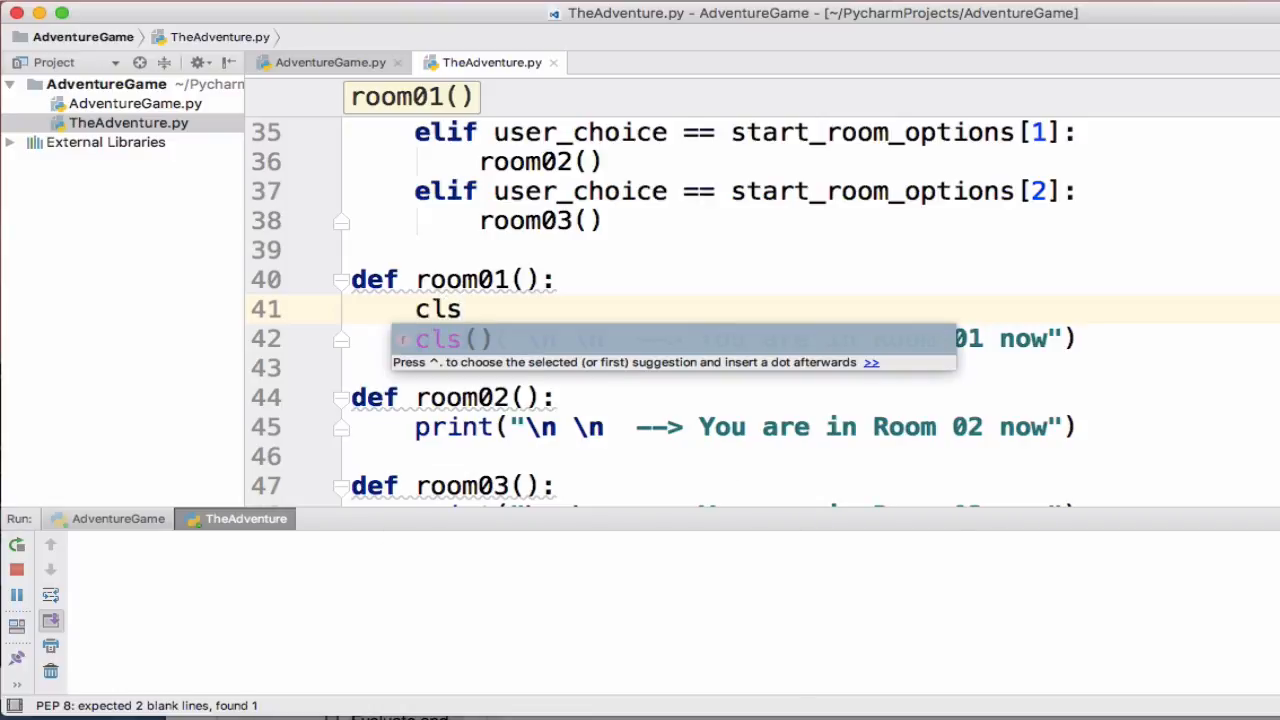 TheAdventure.py - AdventureGame - [~/PycharmProjects/AdventureGame]
AdventureGame TheAdventure.py
Project AdventureGame.py TheAdventure.py
AdventureGame ~/Pycharm
AdventureGame.py
TheAdventure.py
External Libraries
room01()
35 elif user_choice == start_room_options[1]:
36 room02()
37 elif user_choice == start_room_options[2]:
38 room03()
39
40 def room01():
41 cls
cls()
42 01 now")
Press ^. to choose the selected (or first) suggestion and insert a dot afterwards >>
43
44 def room02():
45 print("\n \n --> You are in Room 02 now")
46
47 def room03():
Run: AdventureGame TheAdventure
PEP 8: expected 2 blank lines, found 1